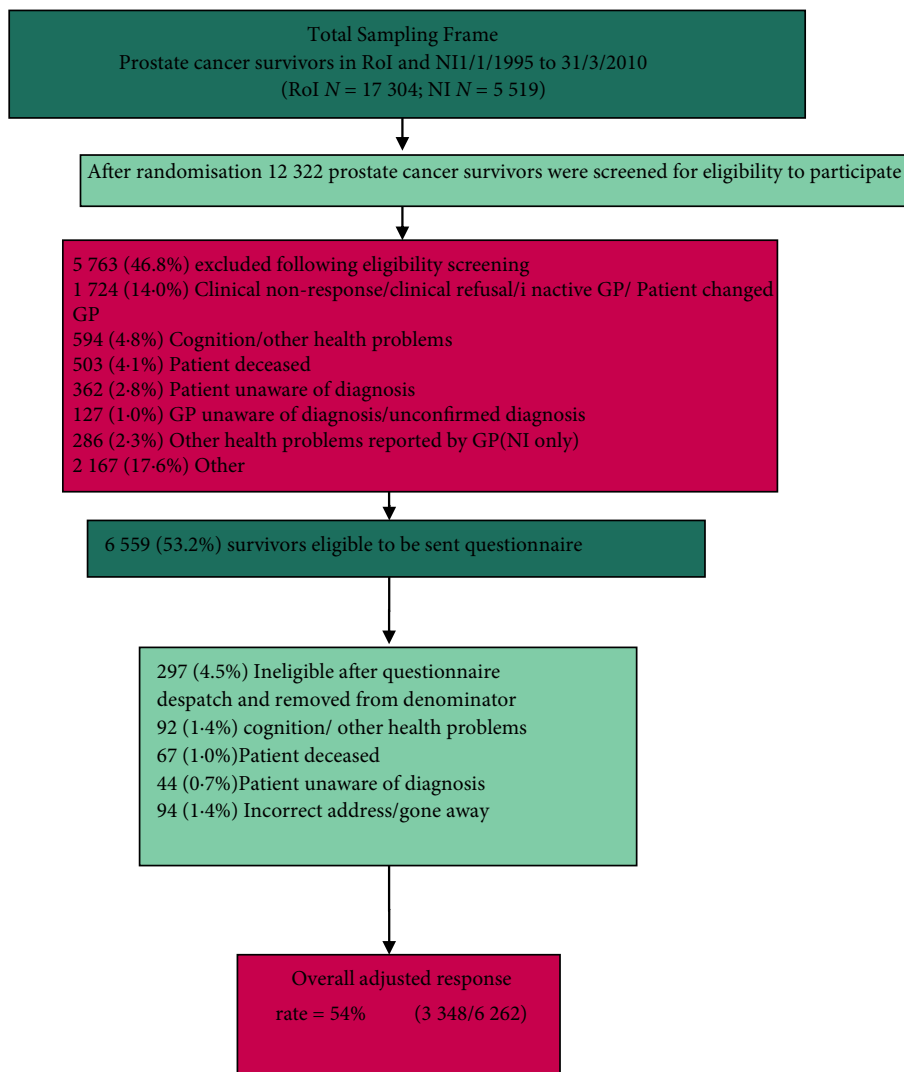 Total Sampling Frame
Prostate cancer survivors in RoI and NI1/1/1995 to 31/3/2010
(RoI N = 17 304; NI N = 5 519)
After randomisation 12 322 prostate cancer survivors were screened for eligibility to participate
5 763 (46.8%) excluded following eligibility screening
1 724 (14·0%) Clinical non-response/clinical refusal/i nactive GP/ Patient changed
GP
594 (4·8%) Cognition/other health problems
503 (4·1%) Patient deceased
362 (2·8%) Patient unaware of diagnosis
127 (1·0%) GP unaware of diagnosis/unconfirmed diagnosis
286 (2·3%) Other health problems reported by GP(NI only)
2 167 (17·6%) Other
6 559 (53.2%) survivors eligible to be sent questionnaire
297 (4.5%) Ineligible after questionnaire
despatch and removed from denominator
92 (1·4%) cognition/ other health problems
67 (1·0%)Patient deceased
44 (0·7%)Patient unaware of diagnosis
94 (1·4%) Incorrect address/gone away
Overall adjusted response
rate = 54% (3 348/6 262)